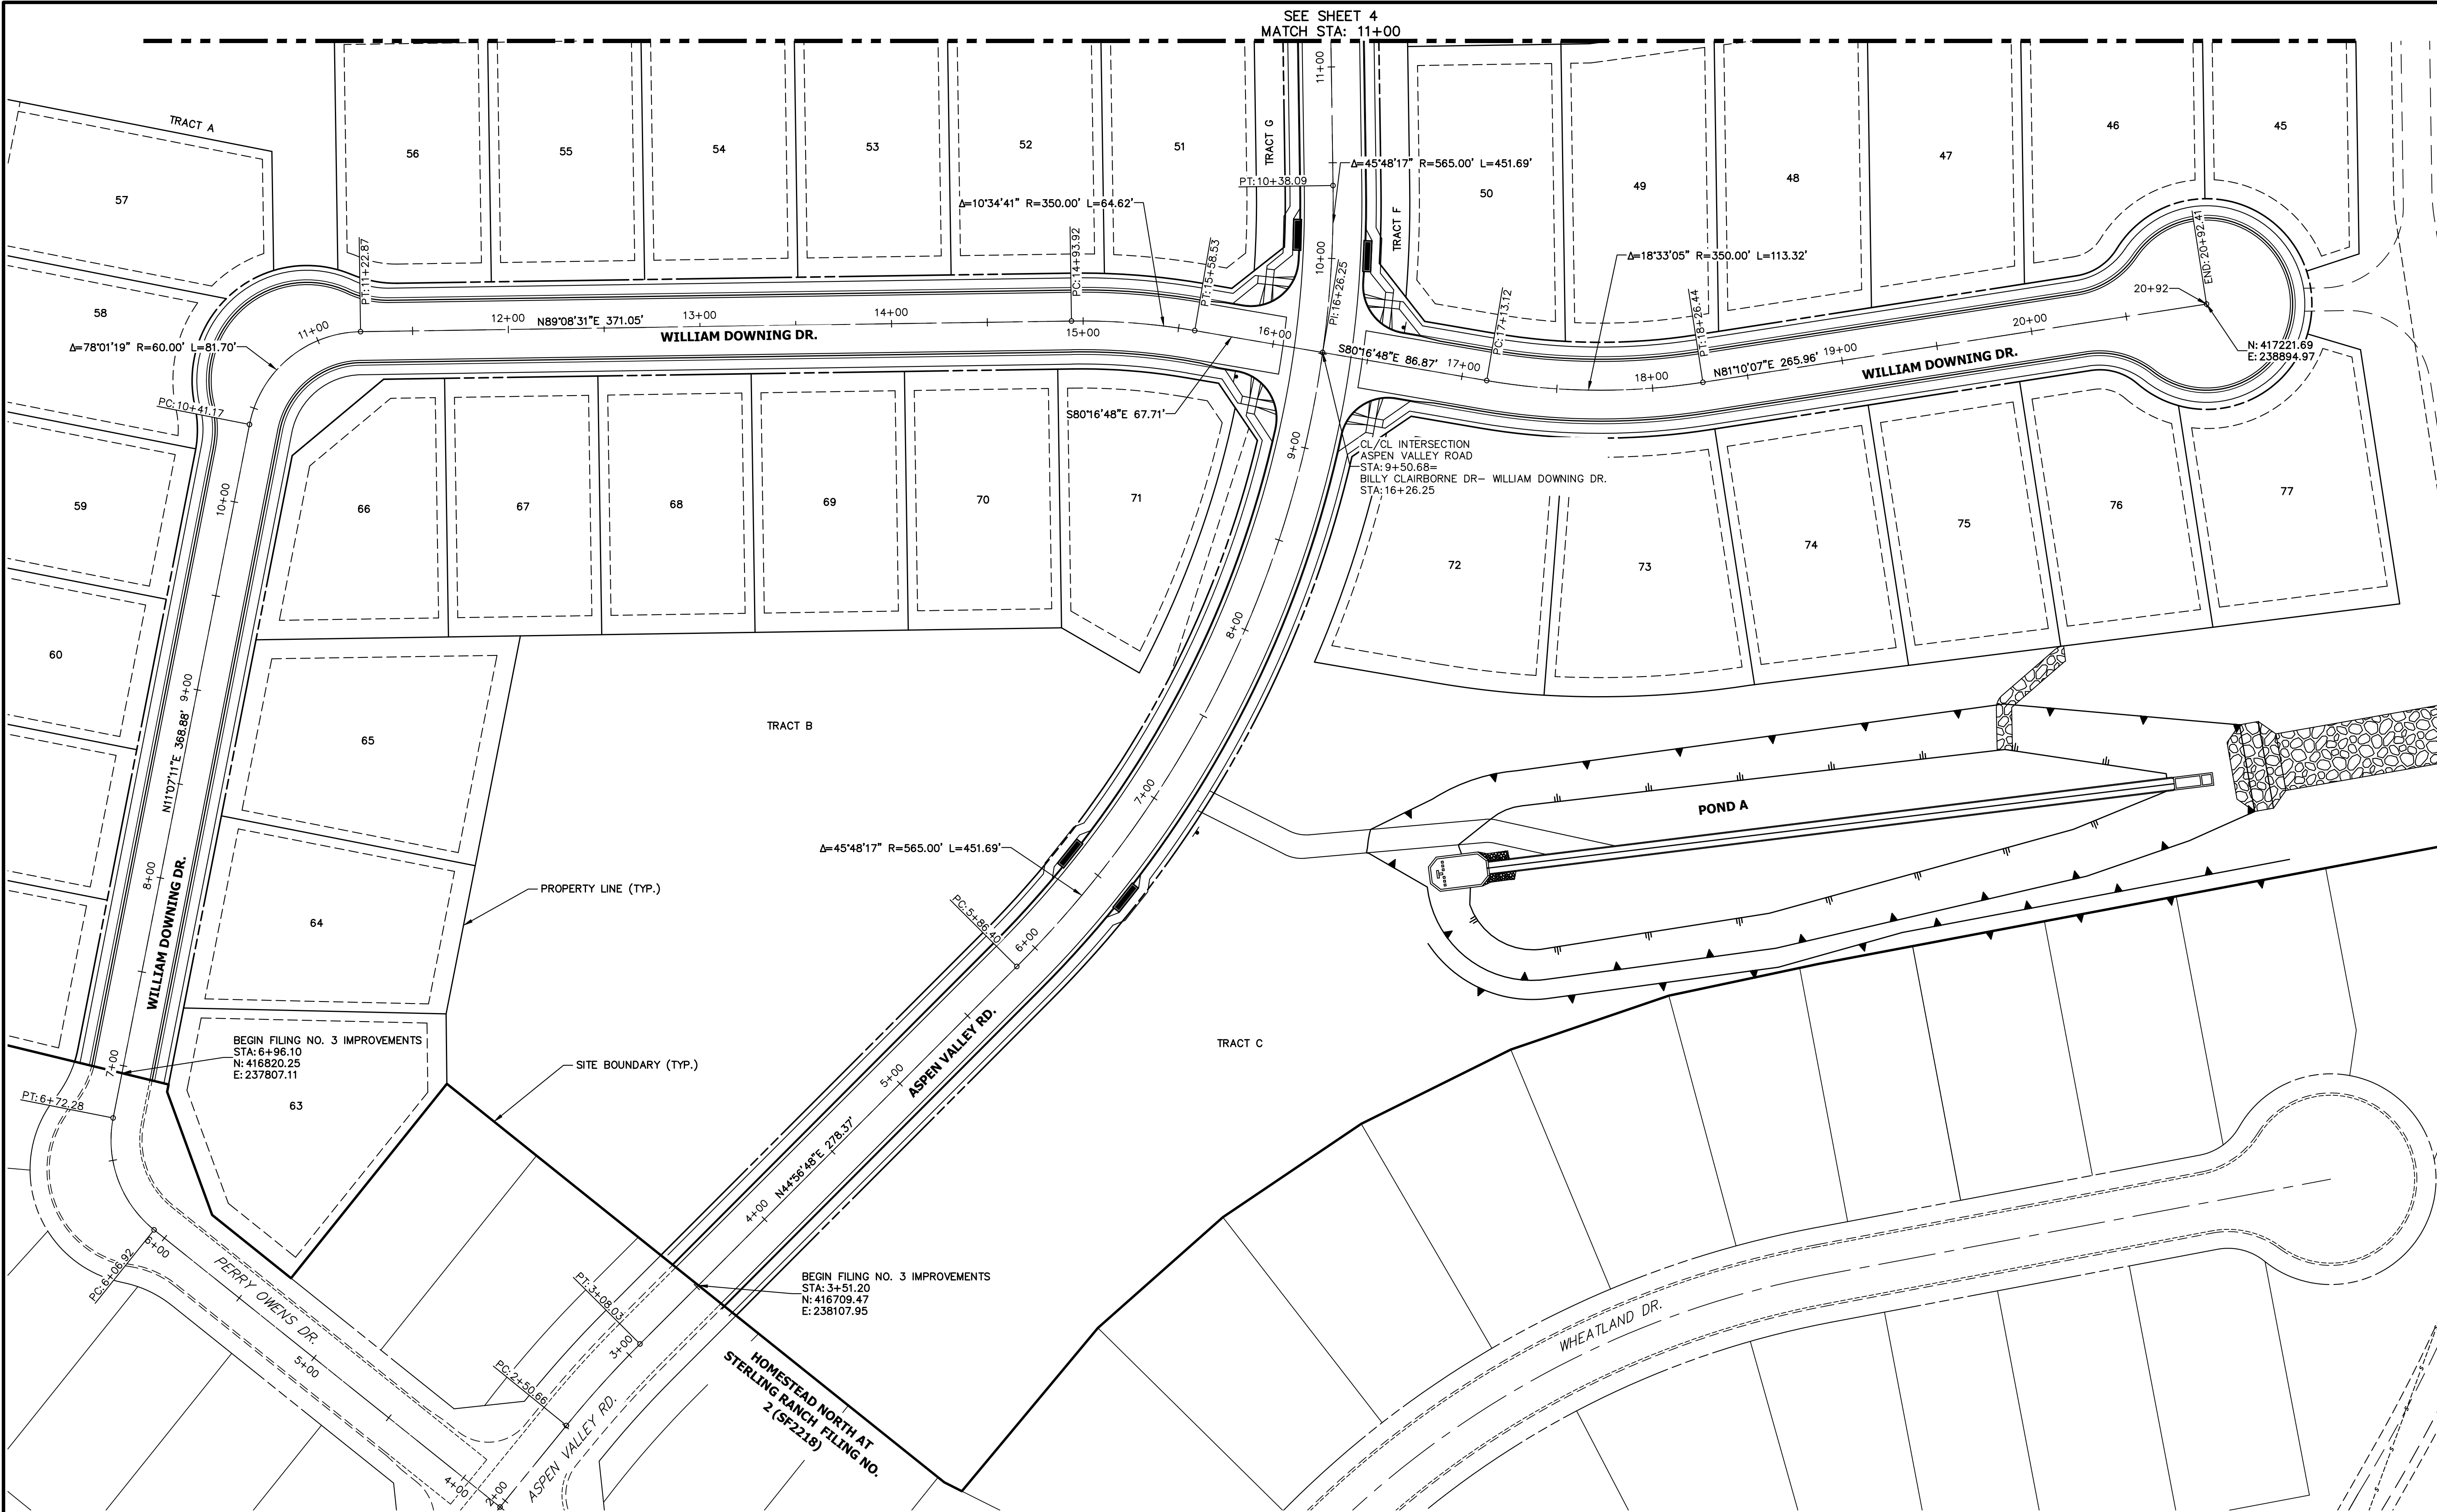 SEE SHEET 4
MATCH STA: 11+00
TRACT A
56
55
54
53
52
51
TRACT G
11+00
TRACT F
50
49
48
47
46
45
57
Δ=45°48'17" R=565.00' L=451.69'
PT:10+38.09
Δ=10°34'41" R=350.00' L=64.62'
10+00
Δ=18°33'05" R=350.00' L=113.32'
PT:11+22.87
PC:14+93.92
PT:15+58.53
PI:16+26.25
PC:17+13.12
PT:18+26.44
END: 20+92.41
20+92
58
11+00
12+00
N89°08'31"E 371.05'
13+00
14+00
15+00
16+00
WILLIAM DOWNING DR.
Δ=78°01'19" R=60.00' L=81.70'
S80°16'48"E 86.87'
17+00
18+00
N81°10'07"E 265.96'
19+00
20+00
WILLIAM DOWNING DR.
N: 417221.69
E: 238894.97
PC:10+41.17
S80°16'48"E 67.71'
9+00
CL/CL INTERSECTION
ASPEN VALLEY ROAD
STA: 9+50.68=
BILLY CLAIRBORNE DR- WILLIAM DOWNING DR.
STA:16+26.25
59
10+00
66
67
68
69
70
71
72
73
74
75
76
77
60
8+00
9+00
N11°07'11"E 368.88'
65
TRACT B
7+00
POND A
8+00
WILLIAM DOWNING DR.
Δ=45°48'17" R=565.00' L=451.69'
PROPERTY LINE (TYP.)
64
PC:5+86.40
6+00
BEGIN FILING NO. 3 IMPROVEMENTS
STA: 6+96.10
N: 416820.25
E: 237807.11
7+00
PT:6+72.28
63
SITE BOUNDARY (TYP.)
5+00
ASPEN VALLEY RD.
TRACT C
N44°56'48"E 278.37'
4+00
PC:6+06.92
6+00
PERRY OWENS DR.
5+00
4+00
BEGIN FILING NO. 3 IMPROVEMENTS
STA: 3+51.20
N: 416709.47
E: 238107.95
PT:3+08.03
3+00
PC:2+50.66
2+00
ASPEN VALLEY RD.
HOMESTEAD NORTH AT
STERLING RANCH FILING NO.
2 (SF2218)
WHEATLAND DR.